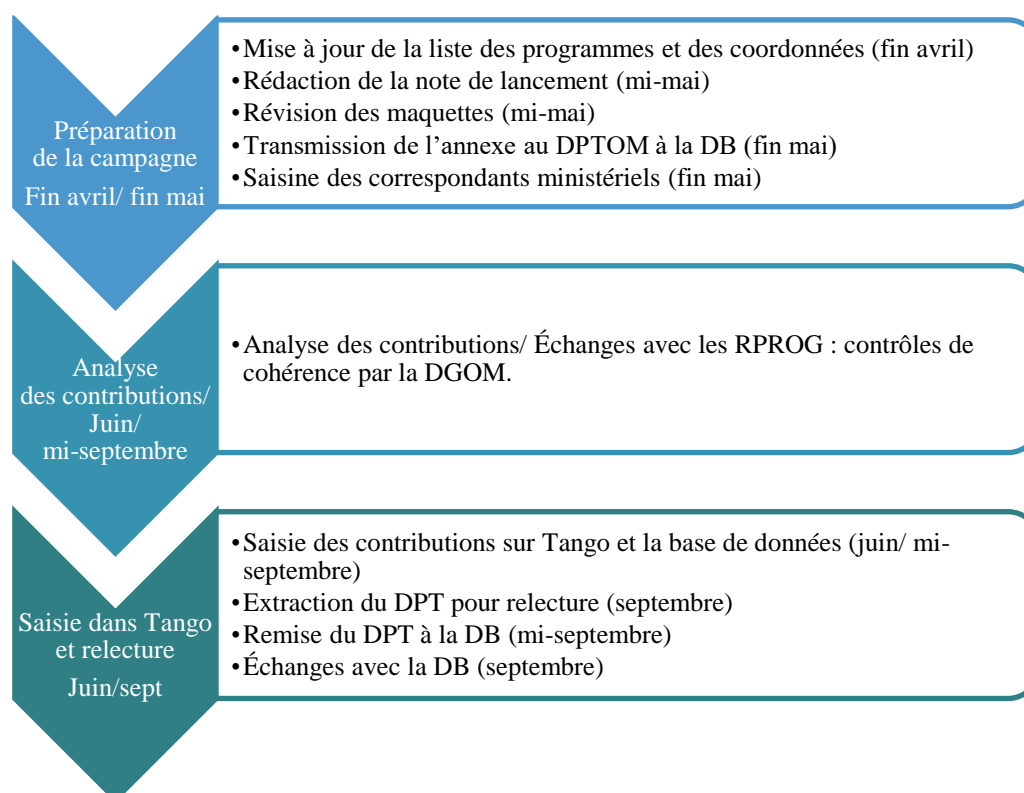 Préparation
de la campagne
Fin avril/ fin mai
•Mise à jour de la liste des programmes et des coordonnées (fin avril)
•Rédaction de la note de lancement (mi-mai)
•Révision des maquettes (mi-mai)
•Transmission de l’annexe au DPTOM à la DB (fin mai)
•Saisine des correspondants ministériels (fin mai)
Analyse
des contributions/
Juin/
mi-septembre
•Analyse des contributions/ Échanges avec les RPROG : contrôles de
cohérence par la DGOM.
Saisie dans Tango
et relecture
Juin/sept
•Saisie des contributions sur Tango et la base de données (juin/ mi-
septembre)
•Extraction du DPT pour relecture (septembre)
•Remise du DPT à la DB (mi-septembre)
•Échanges avec la DB (septembre)